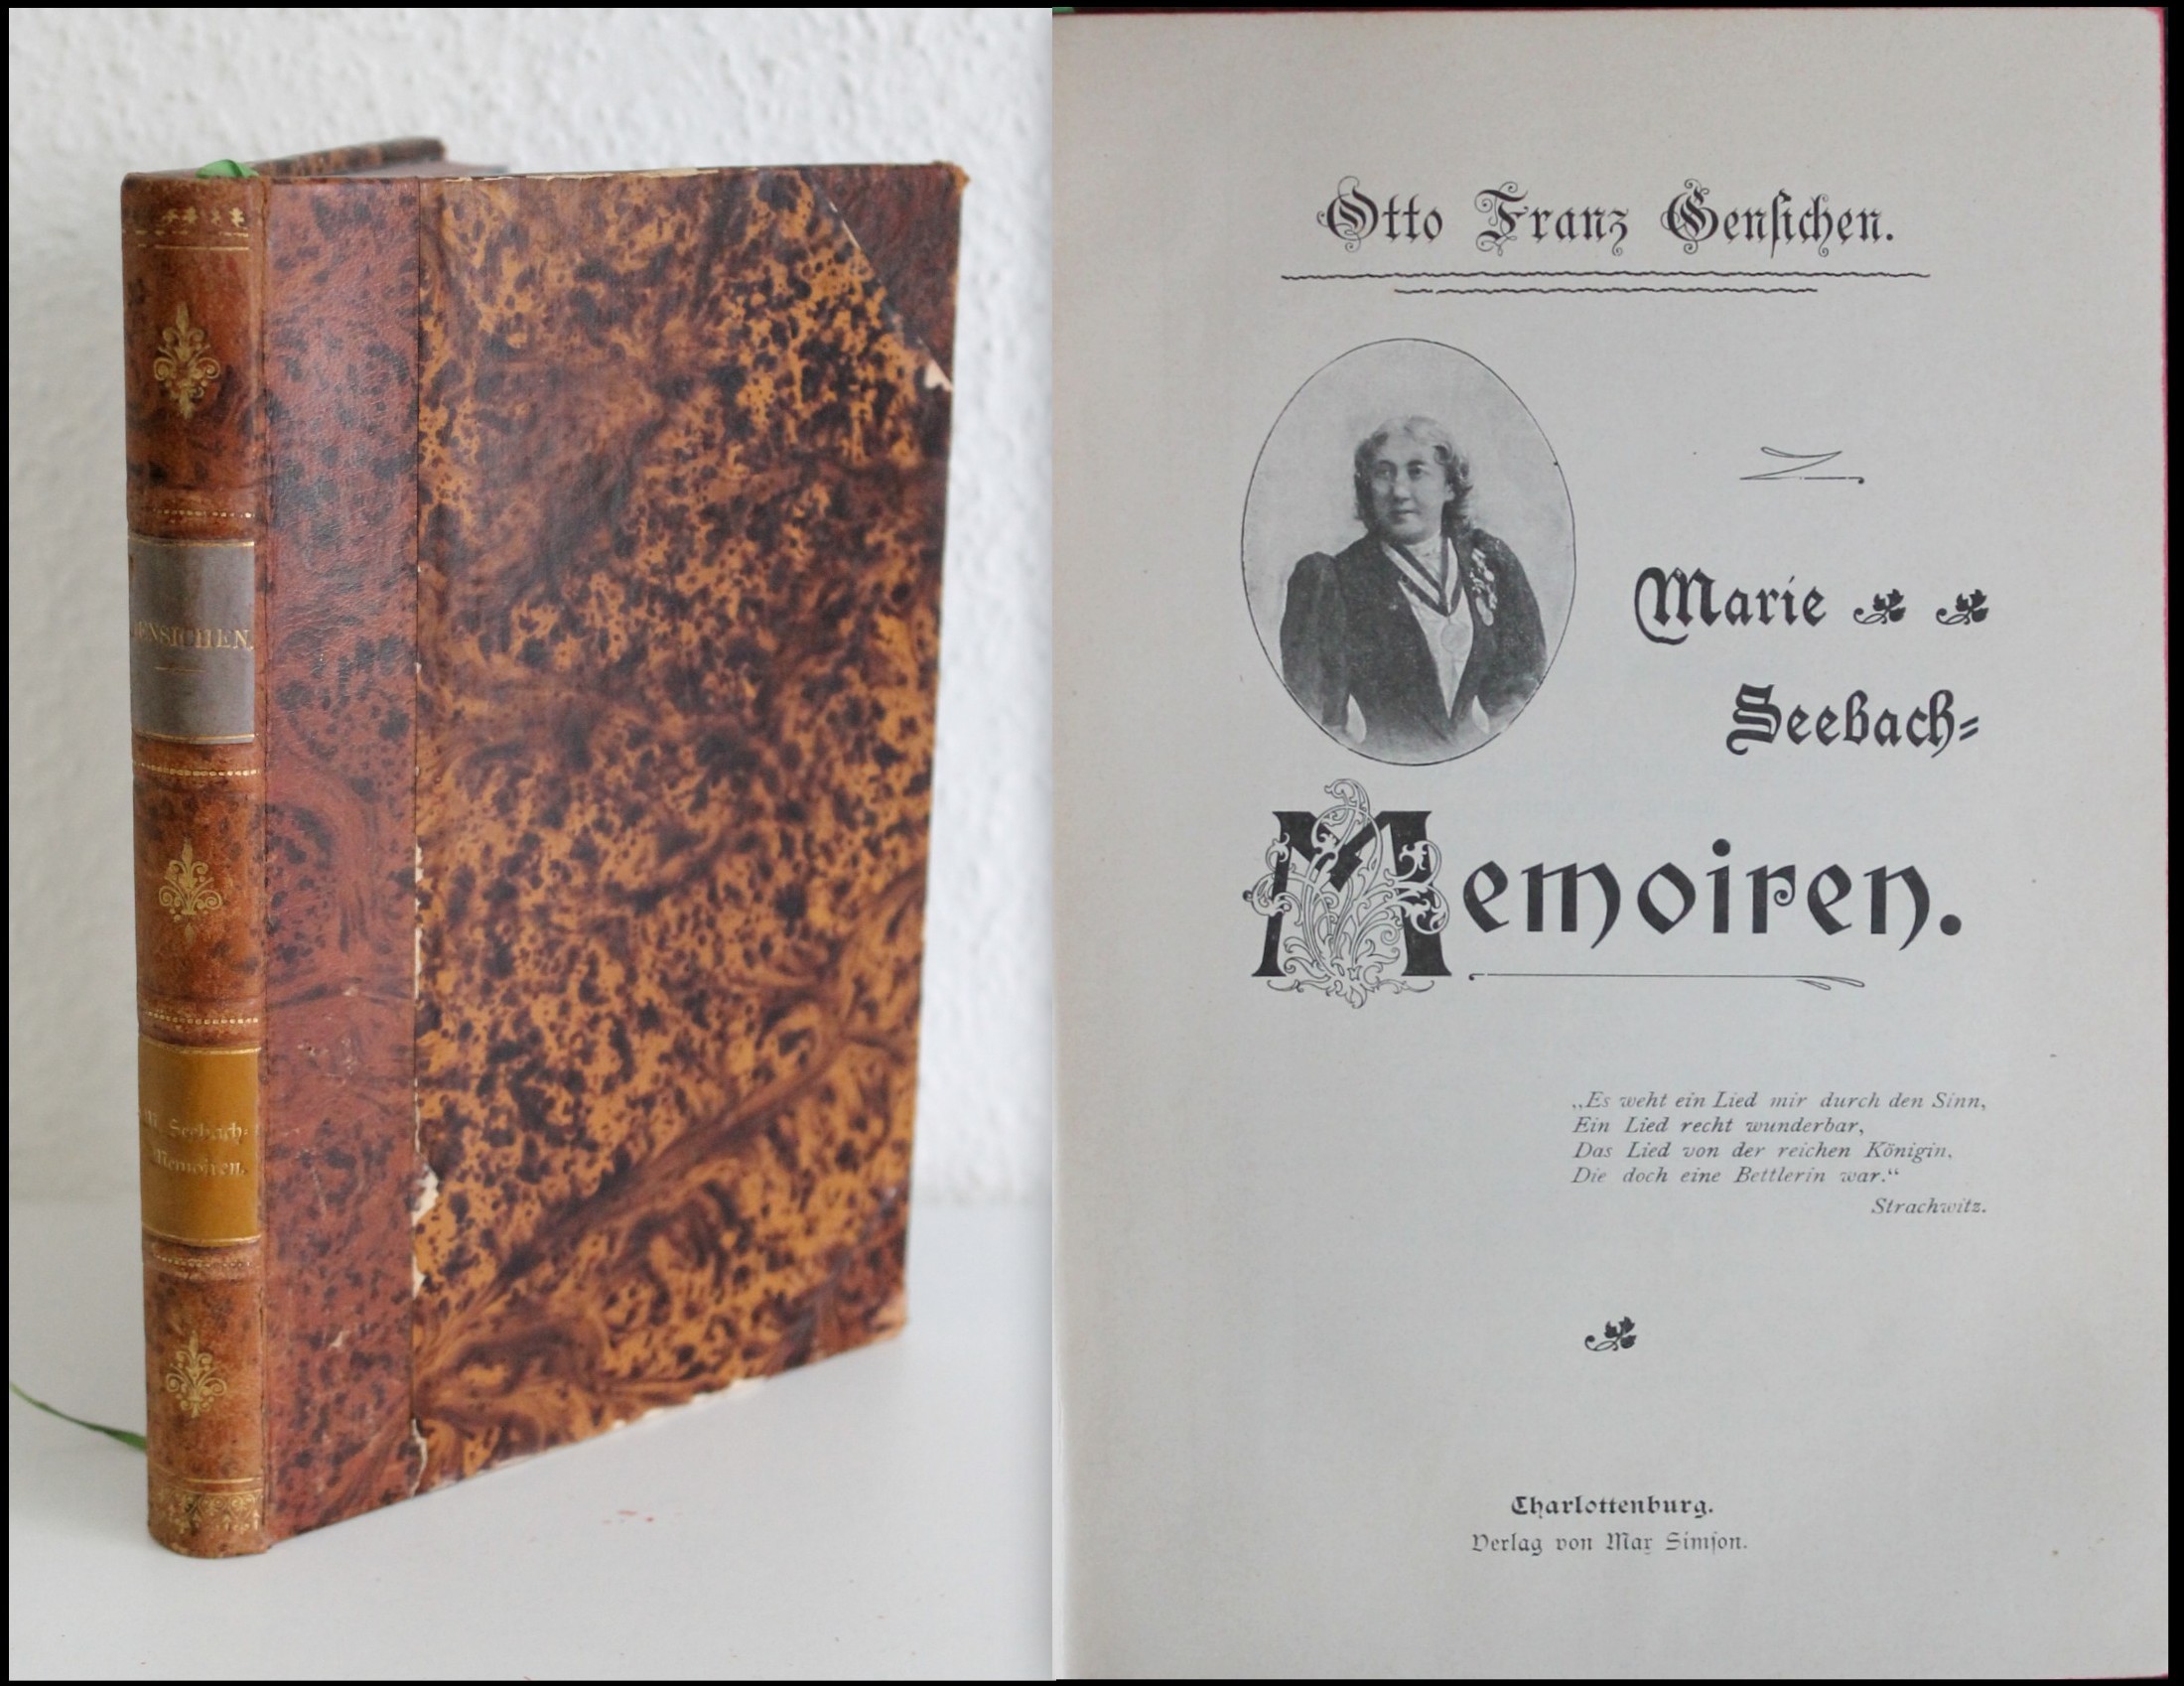 GENSICHEN.
M. Seebach-
Memoiren.
Otto Franz Gensichen.
Marie
Seebach-
Memoiren.
„Es weht ein Lied mir durch den Sinn,
Ein Lied recht wunderbar,
Das Lied von der reichen Königin,
Die doch eine Bettlerin war.“
Strachwitz.
Charlottenburg.
Verlag von Max Simson.